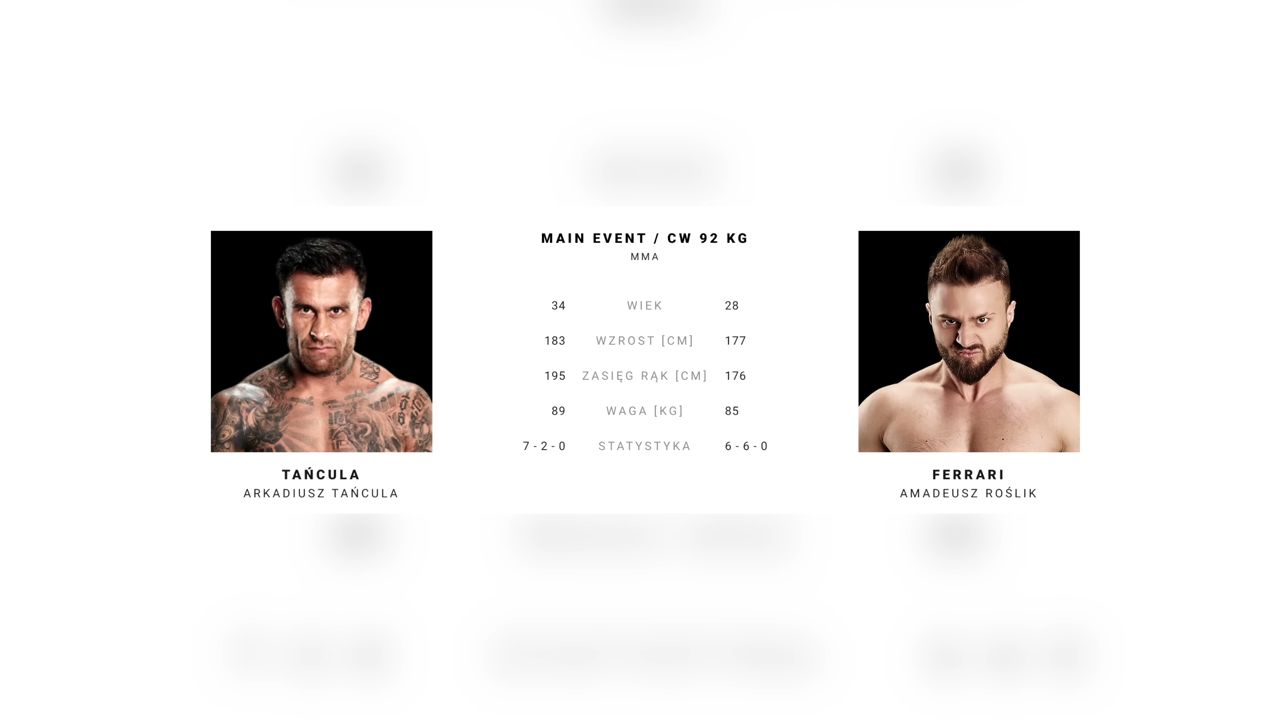 MAIN EVENT / CW 92 KG
MMA
34 WIEK 28
183 WZROST [CM] 177
195 ZASIĘG RĄK [CM] 176
89 WAGA [KG] 85
7 - 2 - 0 STATYSTYKA 6 - 6 - 0
TAŃCULA
ARKADIUSZ TAŃCULA
FERRARI
AMADEUSZ ROŚLIK